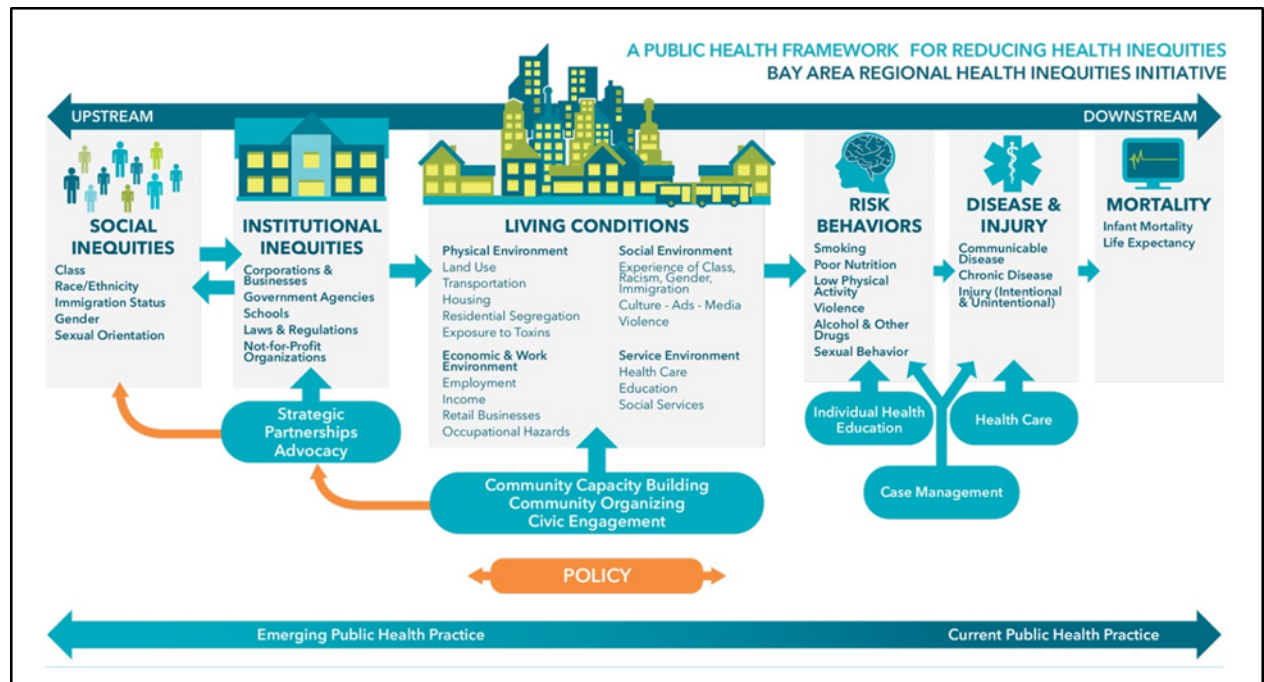 A PUBLIC HEALTH FRAMEWORK FOR REDUCING HEALTH INEQUITIES
BAY AREA REGIONAL HEALTH INEQUITIES INITIATIVE
UPSTREAM
DOWNSTREAM
SOCIAL
INEQUITIES
Class
Race/Ethnicity
Immigration Status
Gender
Sexual Orientation
INSTITUTIONAL
INEQUITIES
Corporations &
Businesses
Government Agencies
Schools
Laws & Regulations
Not-for-Profit
Organizations
LIVING CONDITIONS
Physical Environment
Land Use
Transportation
Housing
Residential Segregation
Exposure to Toxins
Economic & Work
Environment
Employment
Income
Retail Businesses
Occupational Hazards
Social Environment
Experience of Class,
Racism, Gender,
Immigration
Culture - Ads - Media
Violence
Service Environment
Health Care
Education
Social Services
RISK
BEHAVIORS
Smoking
Poor Nutrition
Low Physical
Activity
Violence
Alcohol & Other
Drugs
Sexual Behavior
DISEASE &
INJURY
Communicable
Disease
Chronic Disease
Injury (Intentional
& Unintentional)
MORTALITY
Infant Mortality
Life Expectancy
Strategic
Partnerships
Advocacy
Community Capacity Building
Community Organizing
Civic Engagement
Individual Health
Education
Health Care
Case Management
POLICY
Emerging Public Health Practice
Current Public Health Practice